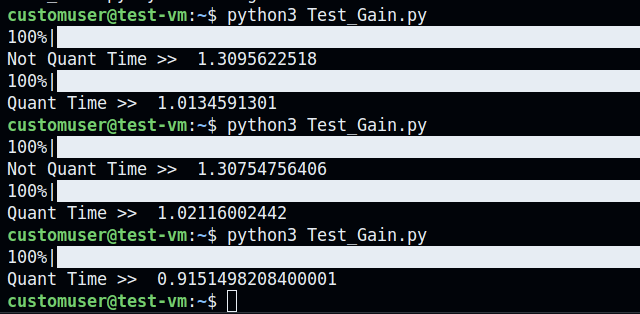 customuser@test-vm:~$ python3 Test_Gain.py
100%|
Not Quant Time >>  1.3095622518
100%|
Quant Time >>  1.0134591301
customuser@test-vm:~$ python3 Test_Gain.py
100%|
Not Quant Time >>  1.30754756406
100%|
Quant Time >>  1.02116002442
customuser@test-vm:~$ python3 Test_Gain.py
100%|
Quant Time >>  0.9151498208400001
customuser@test-vm:~$